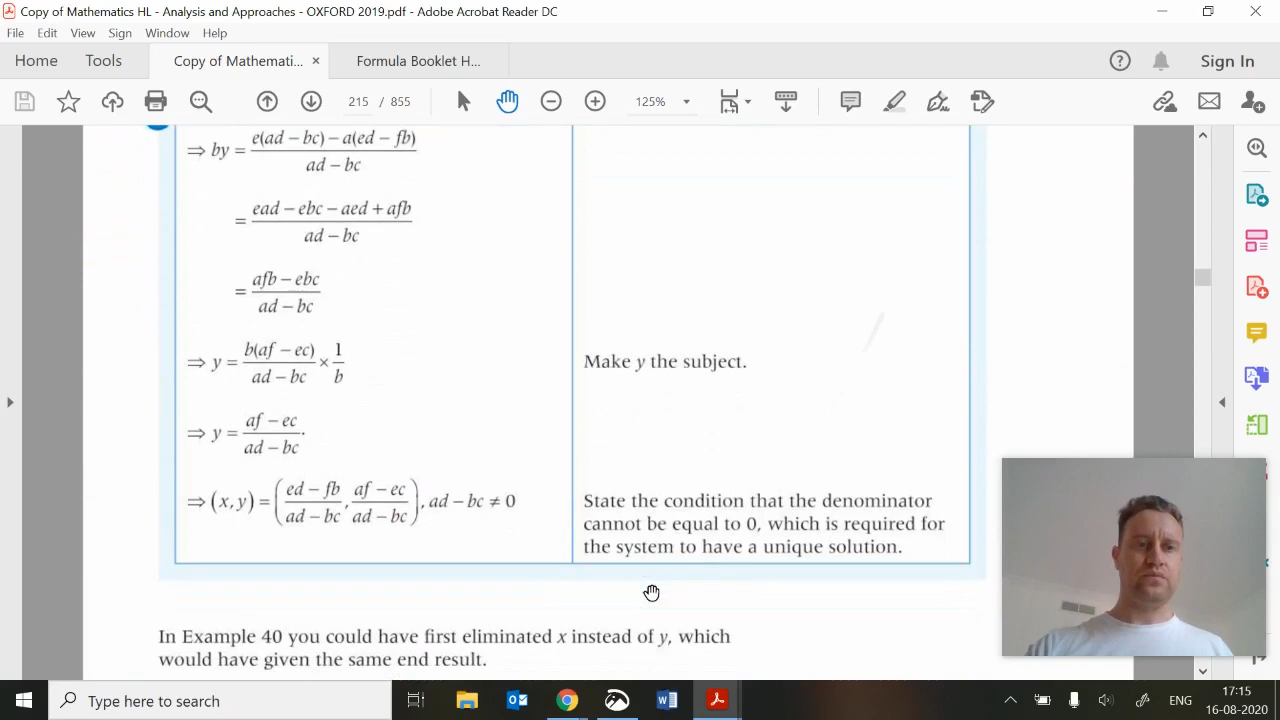 Copy of Mathematics HL - Analysis and Approaches - OXFORD 2019.pdf - Adobe Acrobat Reader DC
File Edit View Sign Window Help
Home Tools Copy of Mathemati... × Formula Booklet H... Sign In
215 / 855 125%
⇒ by = e(ad – bc) – a(ed – fb) / ad – bc
= ead – ebc – aed + afb / ad – bc
= afb – ebc / ad – bc
⇒ y = b(af – ec) / ad – bc × 1 / b Make y the subject.
⇒ y = af – ec / ad – bc.
⇒ (x, y) = (ed – fb / ad – bc, af – ec / ad – bc), ad – bc ≠ 0
State the condition that the denominator
cannot be equal to 0, which is required for
the system to have a unique solution.
In Example 40 you could have first eliminated x instead of y, which
would have given the same end result.
Type here to search
ENG
17:15
16-08-2020